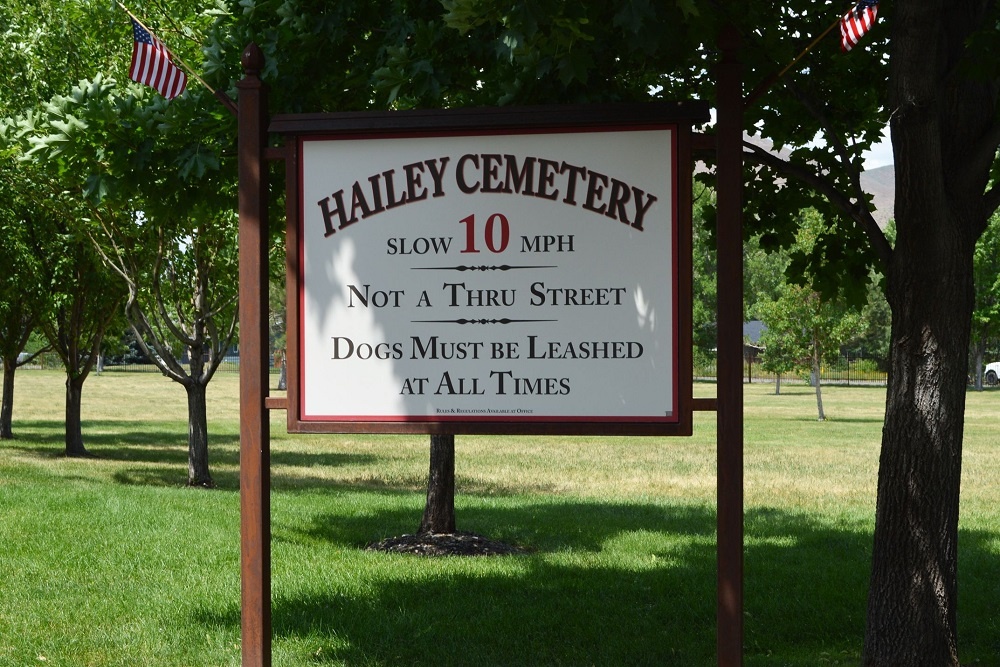 HAILEY CEMETERY
SLOW 10 MPH
NOT A THRU STREET
DOGS MUST BE LEASHED
AT ALL TIMES
RULES & REGULATIONS AVAILABLE AT OFFICE